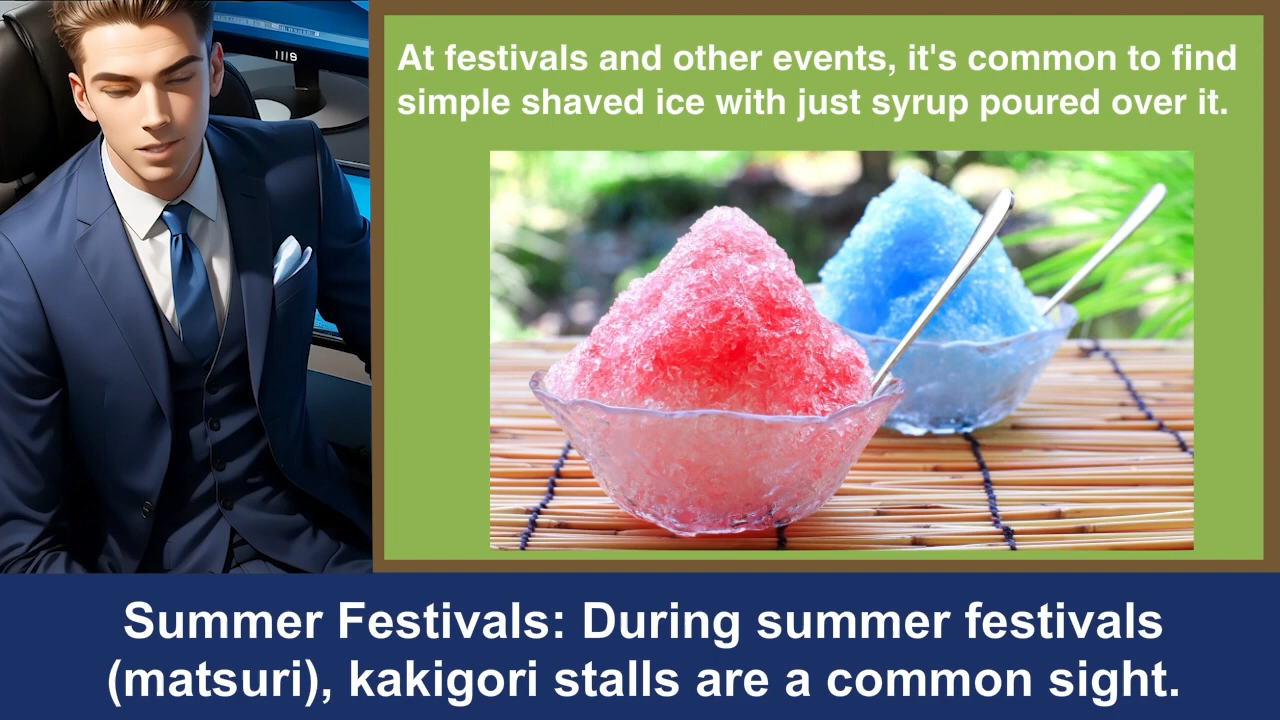 At festivals and other events, it's common to find
simple shaved ice with just syrup poured over it.
Summer Festivals: During summer festivals
(matsuri), kakigori stalls are a common sight.